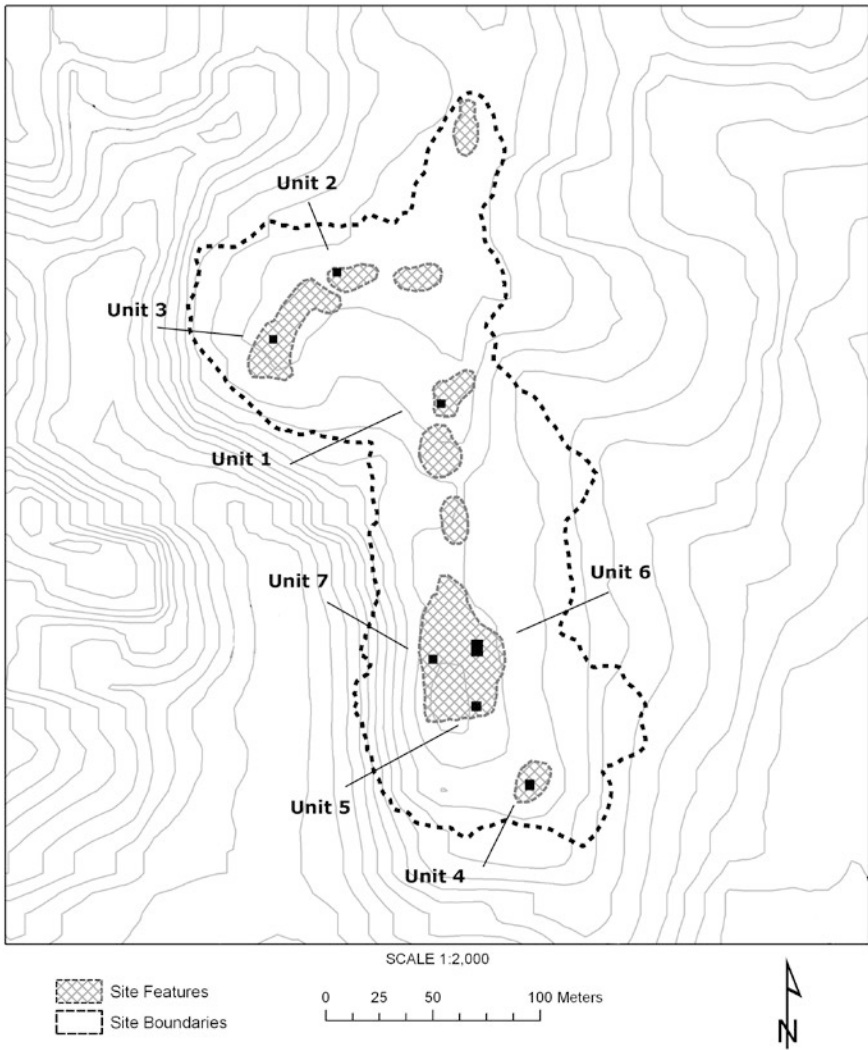 Unit 2
Unit 3
Unit 1
Unit 7
Unit 6
Unit 5
Unit 4
SCALE 1:2,000
Site Features
Site Boundaries
0 25 50 100 Meters
N